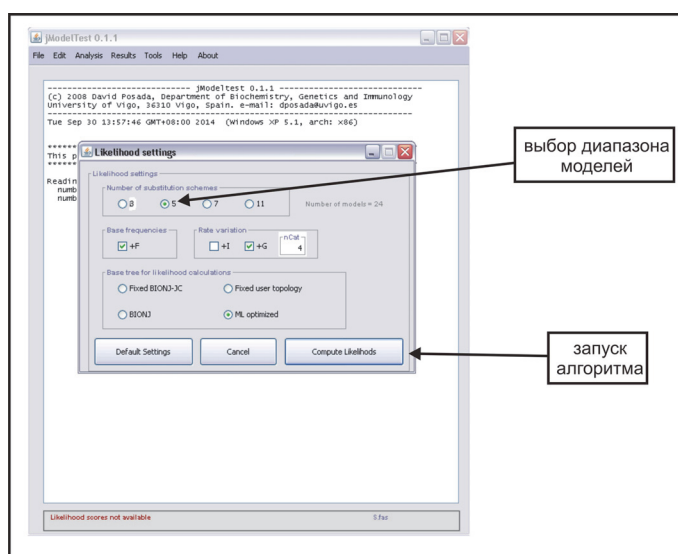 jModelTest 0.1.1
File Edit Analysis Results Tools Help About
---------------------------- jModeltest 0.1.1 ----------------------------
(c) 2008 David Posada, Department of Biochemistry, Genetics and Immunology
University of Vigo, 36310 Vigo, Spain. e-mail: dposada@uvigo.es
--------------------------------------------------------------------------
Tue Sep 30 13:57:46 GMT+08:00 2014 (Windows XP 5.1, arch: x86)
*****
This p
*****
Readin
numb
numb
Likelihood settings
Likelihood settings
Number of substitution schemes
3 5 7 11 Number of models = 24
Base frequencies Rate variation
+F +I +G nCat 4
Base tree for likelihood calculations
Fixed BIONJ-JC Fixed user topology
BIONJ ML optimized
Default Settings Cancel Compute Likelihods
Likelihood scores not available
выбор диапазона
моделей
запуск
алгоритма